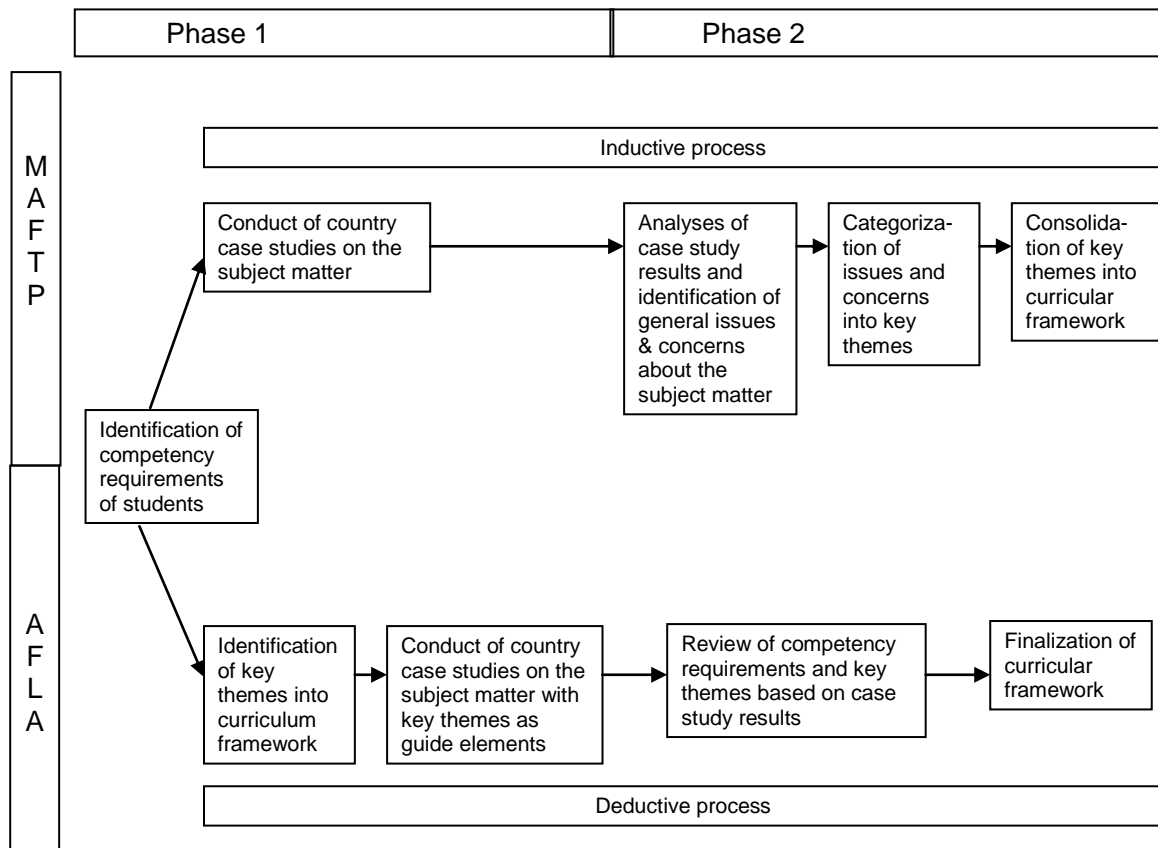 Phase 1
Phase 2
M
A
F
T
P
Inductive process
Conduct of country
case studies on the
subject matter
Analyses of
case study
results and
identification of
general issues
& concerns
about the
subject matter
Categoriza-
tion of
issues and
concerns
into key
themes
Consolida-
tion of key
themes into
curricular
framework
Identification of
competency
requirements
of students
A
F
L
A
Identification
of key
themes into
curriculum
framework
Conduct of country
case studies on the
subject matter with
key themes as
guide elements
Review of competency
requirements and key
themes based on case
study results
Finalization of
curricular
framework
Deductive process